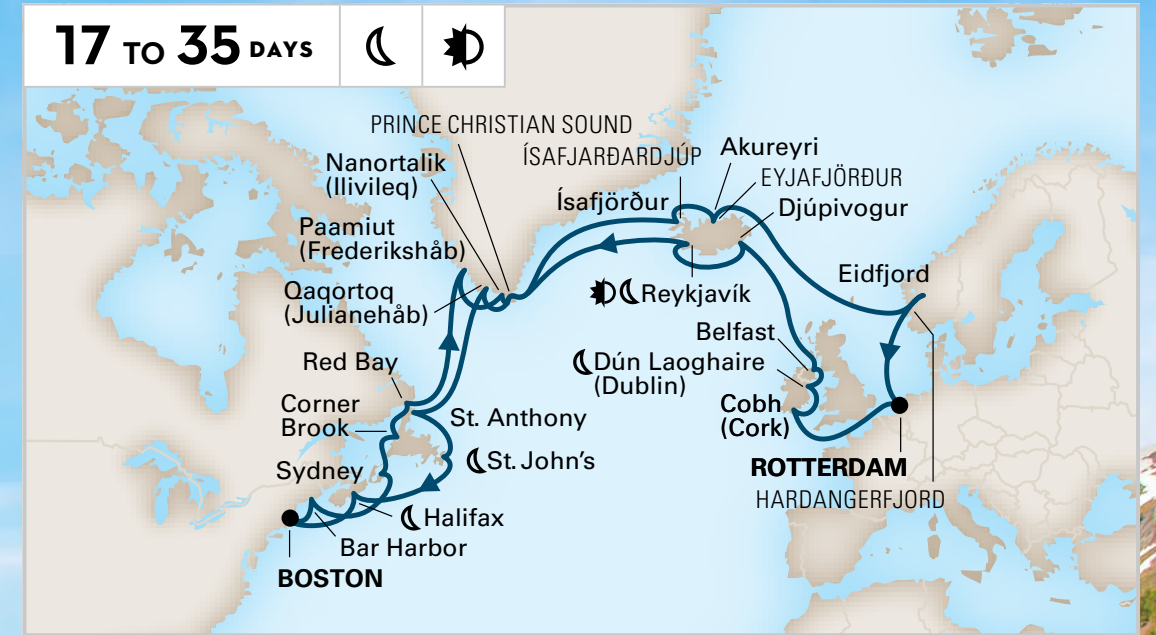 17 TO 35 DAYS
PRINCE CHRISTIAN SOUND
Nanortalik
(Ilivileq)
Paamiut
(Frederikshåb)
Qaqortoq
(Julianehåb)
Red Bay
Corner
Brook
Sydney
St. Anthony
St. John's
Halifax
Bar Harbor
BOSTON
ÍSAFJARÐARDJÚP
Ísafjörður
Akureyri
EYJAFJÖRÐUR
Djúpivogur
Reykjavík
Eidfjord
Belfast
Dún Laoghaire
(Dublin)
Cobh
(Cork)
ROTTERDAM
HARDANGERFJORD